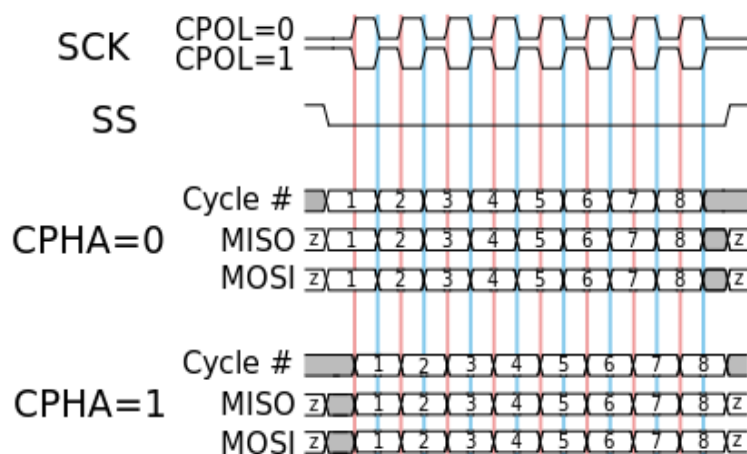 SCK CPOL=0
CPOL=1
SS
Cycle # 1 2 3 4 5 6 7 8
CPHA=0 MISO z 1 2 3 4 5 6 7 8 z
MOSI z 1 2 3 4 5 6 7 8 z
Cycle # 1 2 3 4 5 6 7 8
CPHA=1 MISO z 1 2 3 4 5 6 7 8 z
MOSI z 1 2 3 4 5 6 7 8 z